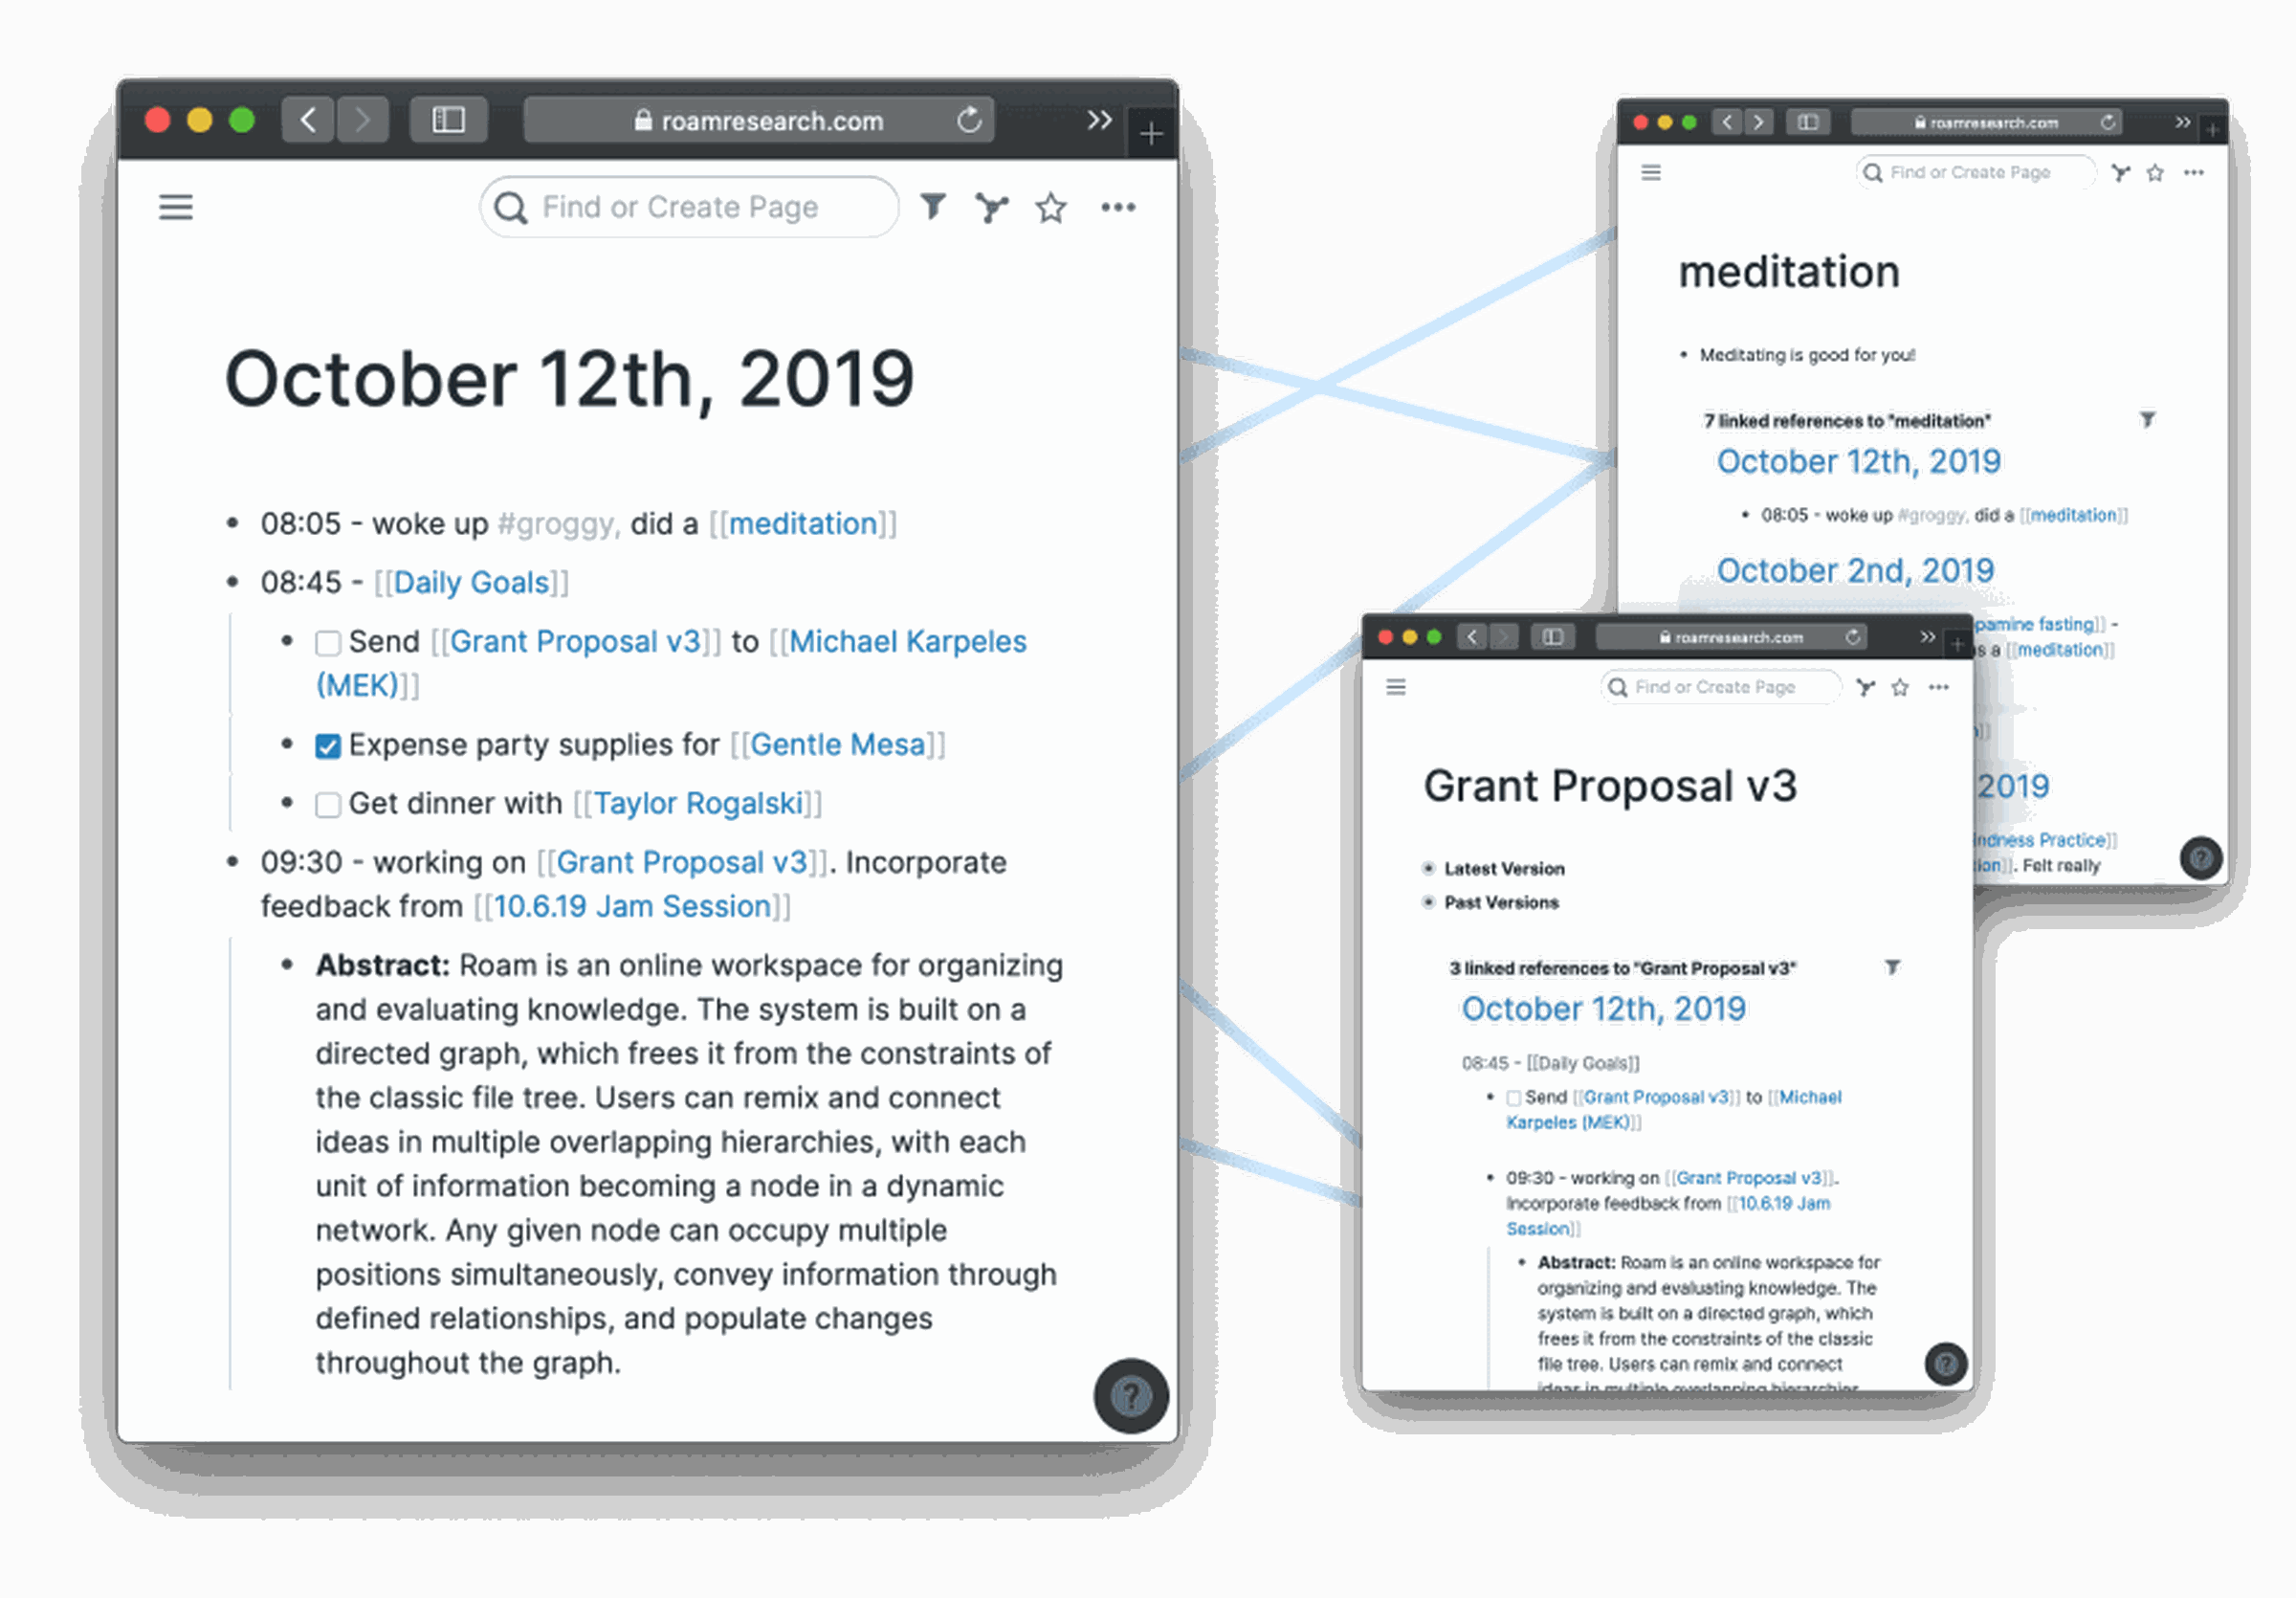 roamresearch.com
Find or Create Page
October 12th, 2019
08:05 - woke up #groggy, did a [[meditation]]
08:45 - [[Daily Goals]]
Send [[Grant Proposal v3]] to [[Michael Karpeles
(MEK)]]
Expense party supplies for [[Gentle Mesa]]
Get dinner with [[Taylor Rogalski]]
09:30 - working on [[Grant Proposal v3]]. Incorporate
feedback from [[10.6.19 Jam Session]]
Abstract: Roam is an online workspace for organizing
and evaluating knowledge. The system is built on a
directed graph, which frees it from the constraints of
the classic file tree. Users can remix and connect
ideas in multiple overlapping hierarchies, with each
unit of information becoming a node in a dynamic
network. Any given node can occupy multiple
positions simultaneously, convey information through
defined relationships, and populate changes
throughout the graph.
?
roamresearch.com
Find or Create Page
meditation
Meditating is good for you!
7 linked references to "meditation"
October 12th, 2019
08:05 - woke up #groggy, did a [[meditation]]
October 2nd, 2019
fasting]] -
a [[meditation]]
]]
2019
Practice]]
]]. Felt really
?
roamresearch.com
Find or Create Page
Grant Proposal v3
Latest Version
Past Versions
3 linked references to "Grant Proposal v3"
October 12th, 2019
08:45 - [[Daily Goals]]
Send [[Grant Proposal v3]] to [[Michael
Karpeles (MEK)]]
09:30 - working on [[Grant Proposal v3]].
Incorporate feedback from [[10.6.19 Jam
Session]]
Abstract: Roam is an online workspace for
organizing and evaluating knowledge. The
system is built on a directed graph, which
frees it from the constraints of the classic
file tree. Users can remix and connect
ideas in multiple overlapping hierarchies
?